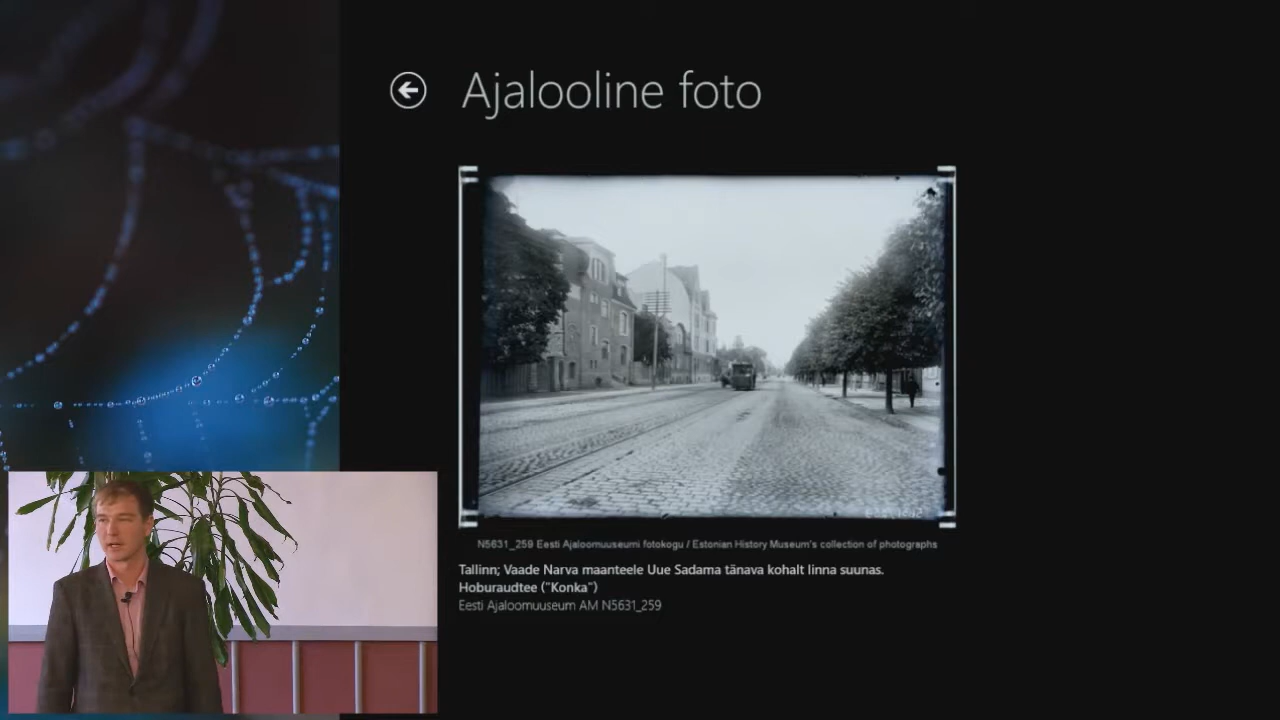 Ajalooline foto
N5631_259 Eesti Ajaloomuuseumi fotokogu / Estonian History Museum's collection of photographs
Tallinn; Vaade Narva maanteele Uue Sadama tänava kohalt linna suunas.
Hoburaudtee ("Konka")
Eesti Ajaloomuuseum AM N5631_259